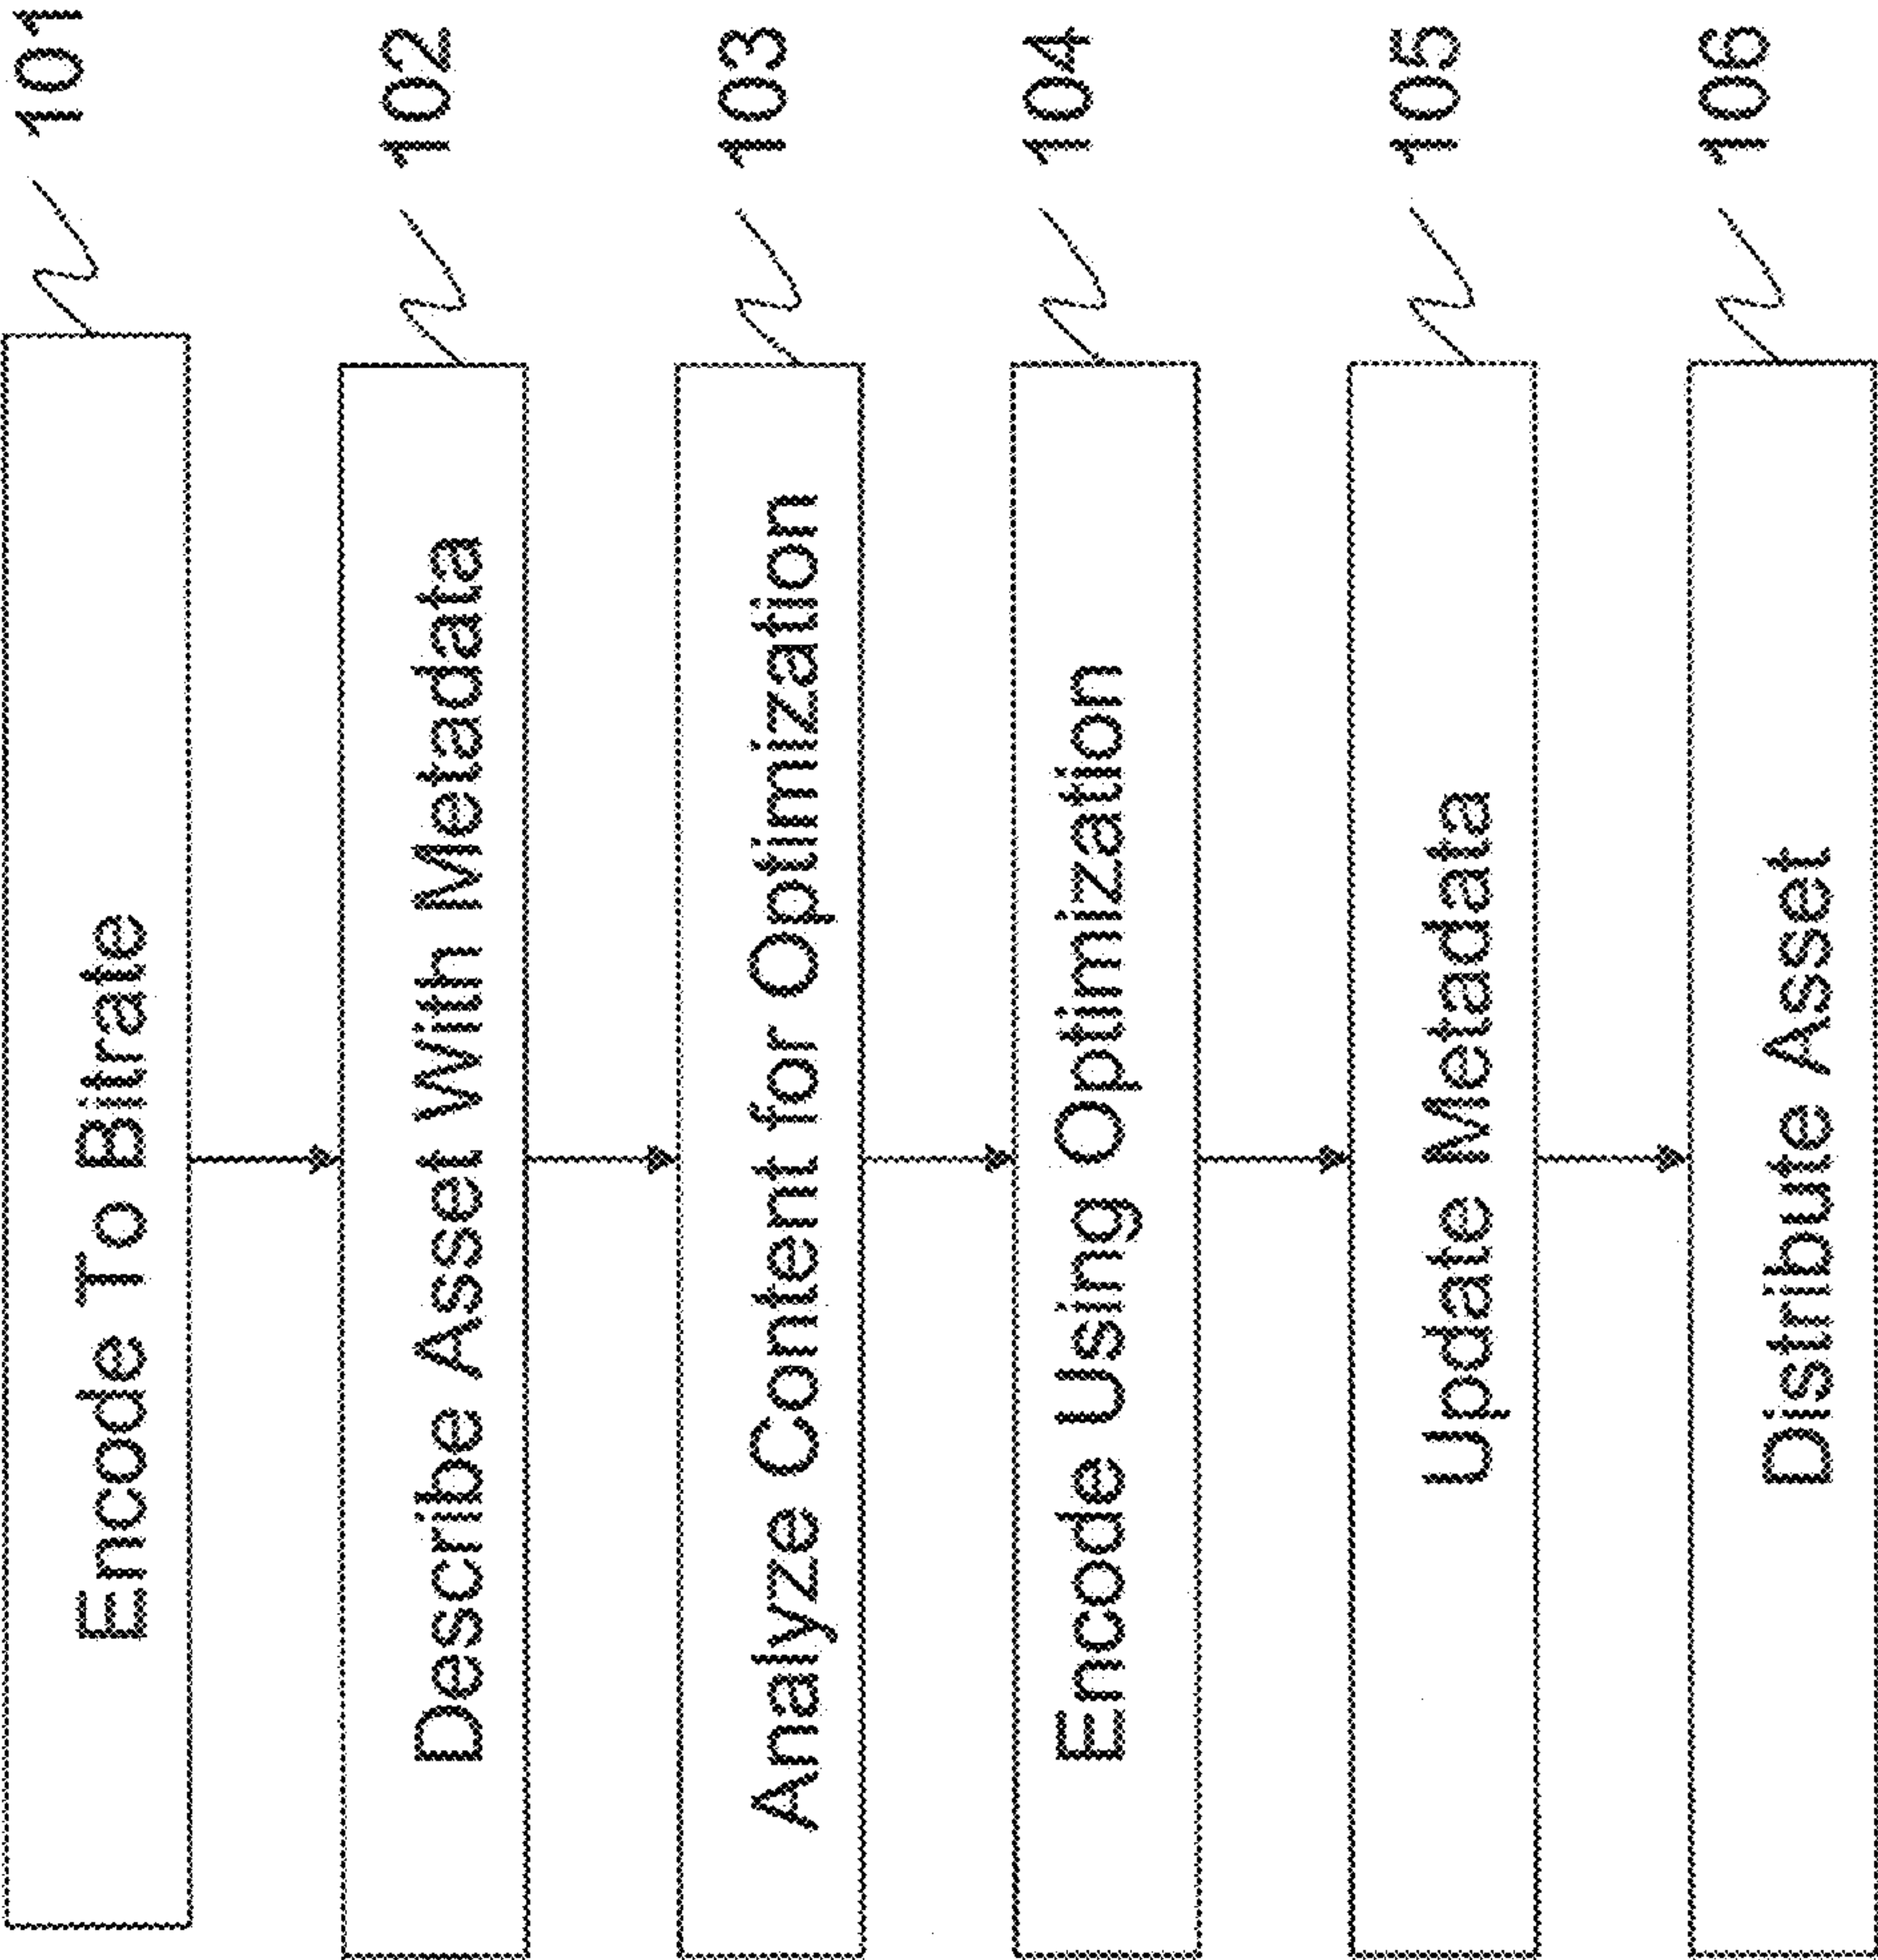 Encode To Bitrate 101
Describe Asset With Metadata 102
Analyze Content for Optimization 103
Encode Using Optimization 104
Update Metadata 105
Distribute Asset 106